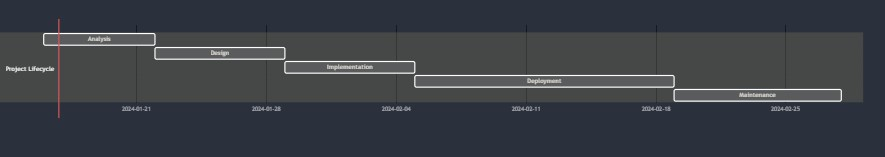 Analysis
Design
Implementation
Project Lifecycle
Deployment
Maintenance
2024-01-21 2024-01-28 2024-02-04 2024-02-11 2024-02-18 2024-02-25